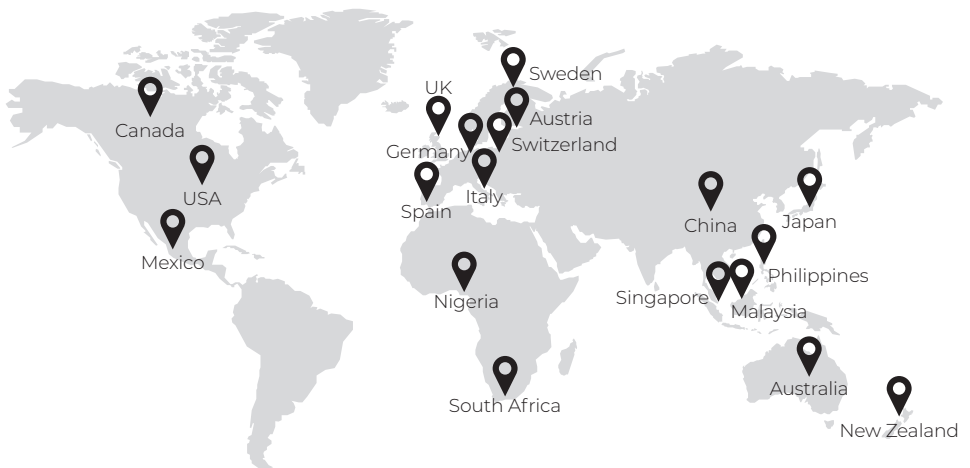 Sweden
UK
Austria
Canada
Switzerland
Germany
Italy
USA
Spain
China
Japan
Mexico
Philippines
Nigeria
Singapore
Malaysia
Australia
South Africa
New Zealand